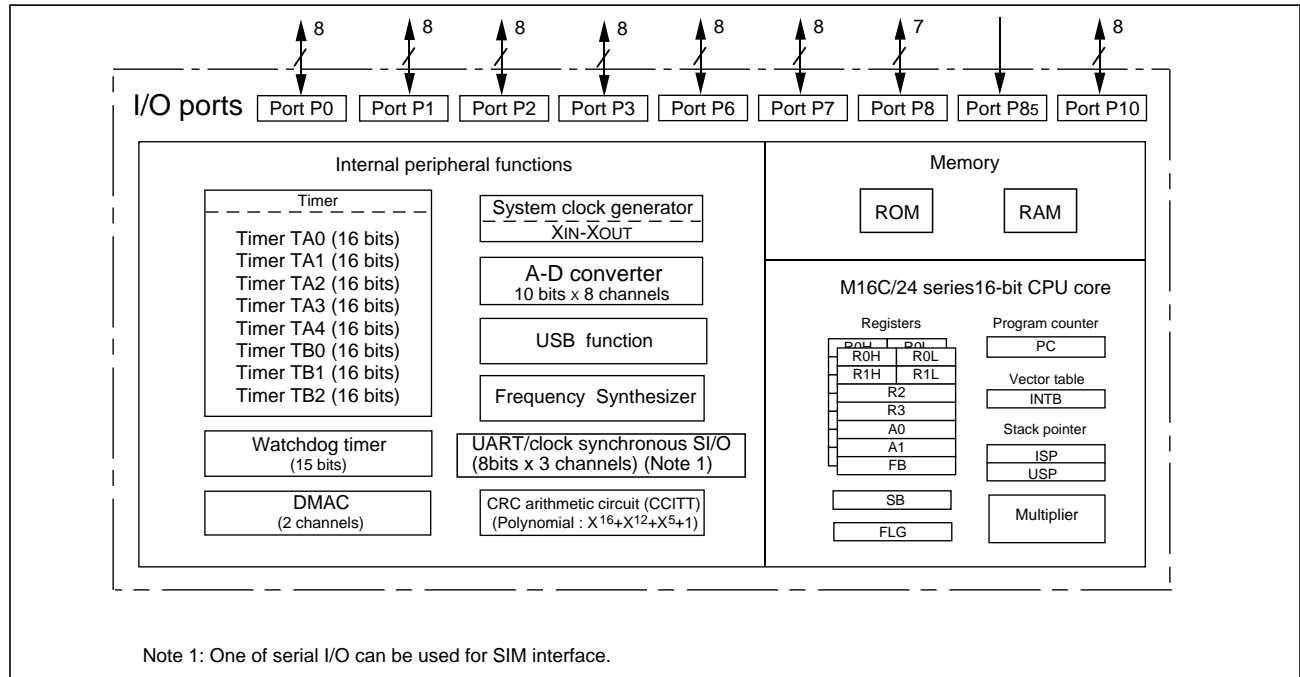 8 8 8 8 8 8 7 8
I/O ports
Port P0 Port P1 Port P2 Port P3 Port P6 Port P7 Port P8 Port P85 Port P10
Internal peripheral functions
Timer
Timer TA0 (16 bits)
Timer TA1 (16 bits)
Timer TA2 (16 bits)
Timer TA3 (16 bits)
Timer TA4 (16 bits)
Timer TB0 (16 bits)
Timer TB1 (16 bits)
Timer TB2 (16 bits)
Watchdog timer
(15 bits)
DMAC
(2 channels)
System clock generator
XIN-XOUT
A-D converter
10 bits x 8 channels
USB function
Frequency Synthesizer
UART/clock synchronous SI/O
(8bits x 3 channels) (Note 1)
CRC arithmetic circuit (CCITT)
(Polynomial : X16+X12+X5+1)
Memory
ROM RAM
M16C/24 series16-bit CPU core
Registers
R0H R0L
R0H R0L
R1H R1L
R2
R3
A0
A1
FB
SB
FLG
Program counter
PC
Vector table
INTB
Stack pointer
ISP
USP
Multiplier
Note 1: One of serial I/O can be used for SIM interface.